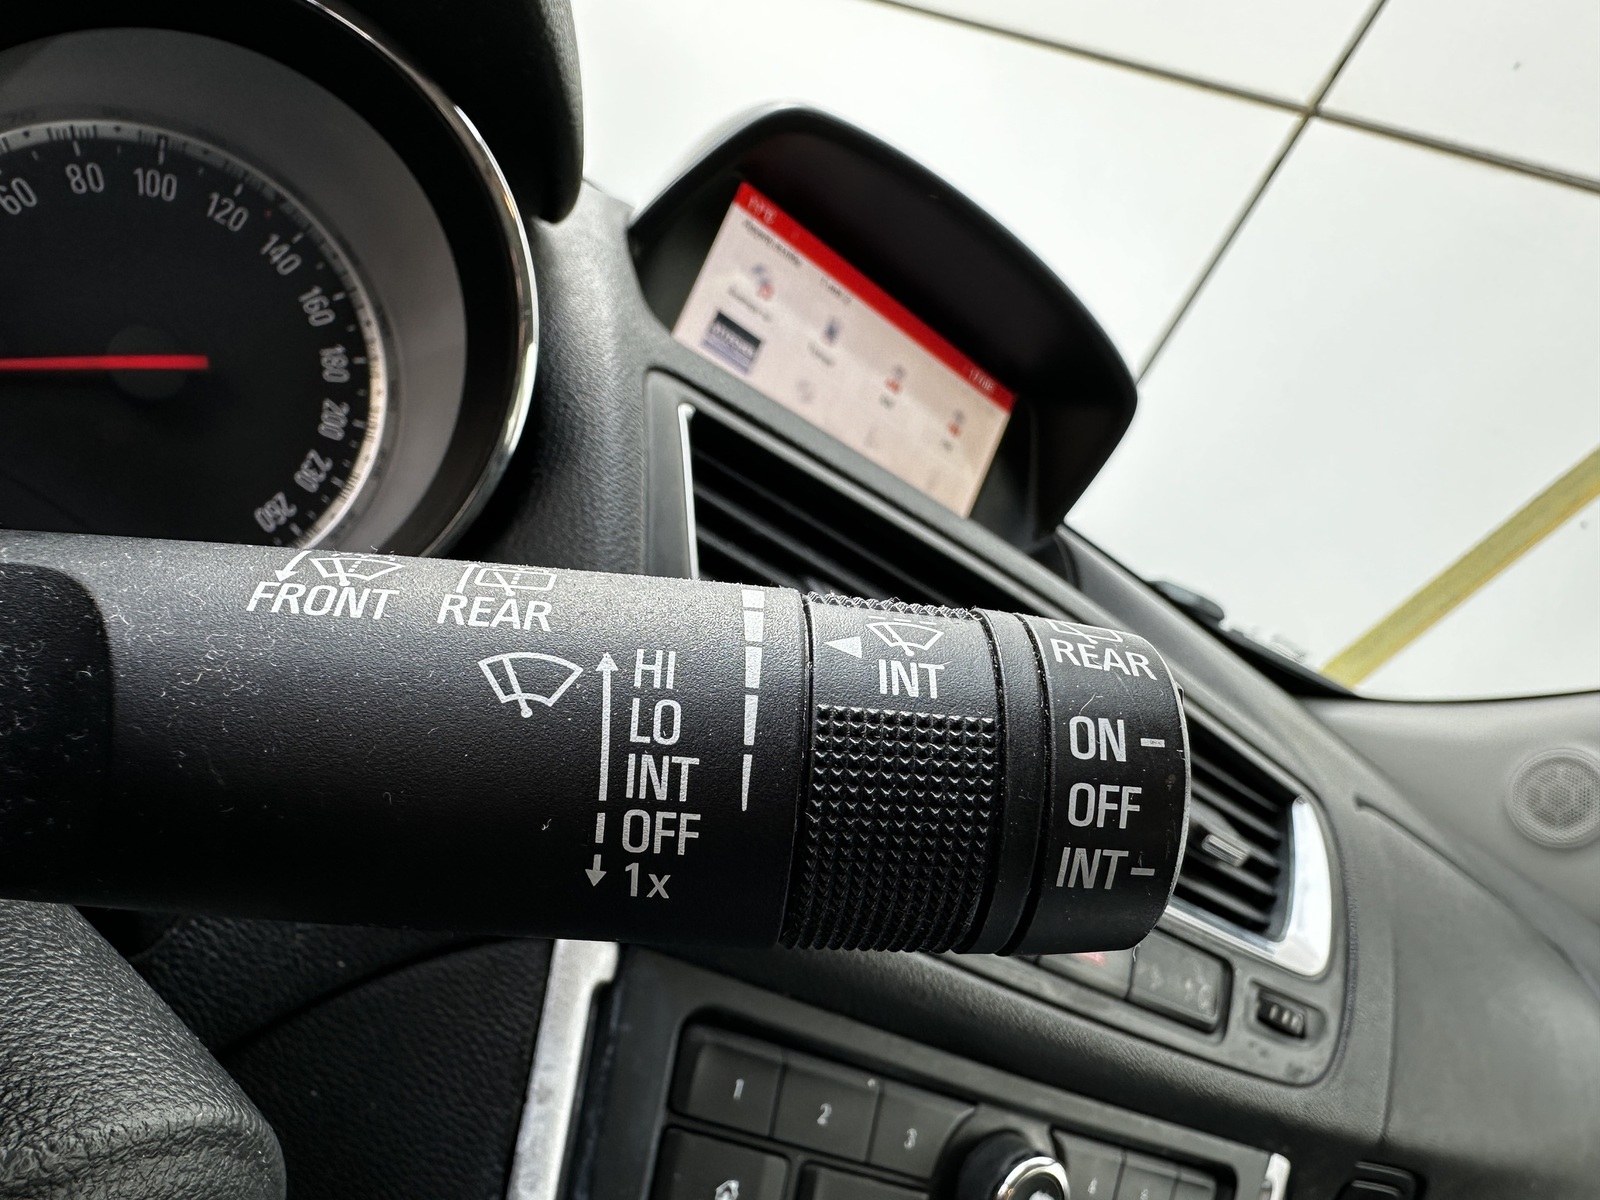 60
80
100
120
140
160
180
200
230
260
FRONT
REAR
HI
LO
INT
OFF
1x
INT
REAR
ON
OFF
INT
1
2
3